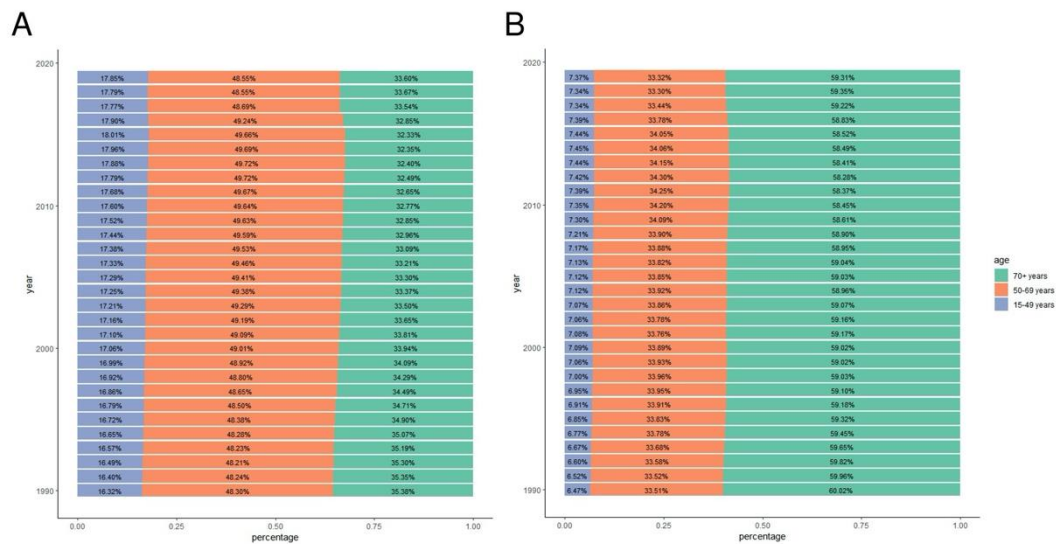 A
B
2020
17.85% 48.55% 33.60%
17.79% 48.55% 33.67%
17.77% 48.69% 33.54%
17.90% 49.24% 32.85%
18.01% 49.66% 32.33%
17.96% 49.69% 32.35%
17.88% 49.72% 32.40%
17.79% 49.72% 32.49%
17.68% 49.67% 32.65%
17.60% 49.64% 32.77%
2010
17.52% 49.63% 32.85%
17.44% 49.59% 32.96%
17.38% 49.53% 33.09%
17.33% 49.46% 33.21%
17.29% 49.41% 33.30%
17.25% 49.38% 33.37%
17.21% 49.29% 33.50%
17.16% 49.19% 33.65%
17.10% 49.09% 33.81%
17.06% 49.01% 33.94%
2000
16.99% 48.92% 34.09%
16.92% 48.80% 34.29%
16.86% 48.65% 34.49%
16.79% 48.50% 34.71%
16.72% 48.38% 34.90%
16.65% 48.28% 35.07%
16.57% 48.23% 35.19%
16.49% 48.21% 35.30%
16.40% 48.24% 35.35%
16.32% 48.30% 35.38%
1990
year
0.00 0.25 0.50 0.75 1.00
percentage
2020
7.37% 33.32% 59.31%
7.34% 33.30% 59.35%
7.34% 33.44% 59.22%
7.39% 33.78% 58.83%
7.44% 34.05% 58.52%
7.45% 34.06% 58.49%
7.44% 34.15% 58.41%
7.42% 34.30% 58.28%
7.39% 34.25% 58.37%
7.35% 34.20% 58.45%
2010
7.30% 34.09% 58.61%
7.21% 33.90% 58.90%
7.17% 33.88% 58.95%
7.13% 33.82% 59.04%
7.12% 33.85% 59.03%
7.12% 33.92% 58.96%
7.07% 33.86% 59.07%
7.06% 33.78% 59.16%
7.08% 33.76% 59.17%
7.09% 33.89% 59.02%
2000
7.06% 33.93% 59.02%
7.00% 33.96% 59.03%
6.95% 33.95% 59.10%
6.91% 33.91% 59.18%
6.85% 33.83% 59.32%
6.77% 33.78% 59.45%
6.67% 33.68% 59.65%
6.60% 33.58% 59.82%
6.52% 33.52% 59.96%
6.47% 33.51% 60.02%
1990
year
0.00 0.25 0.50 0.75 1.00
percentage
age
70+ years
50-69 years
15-49 years